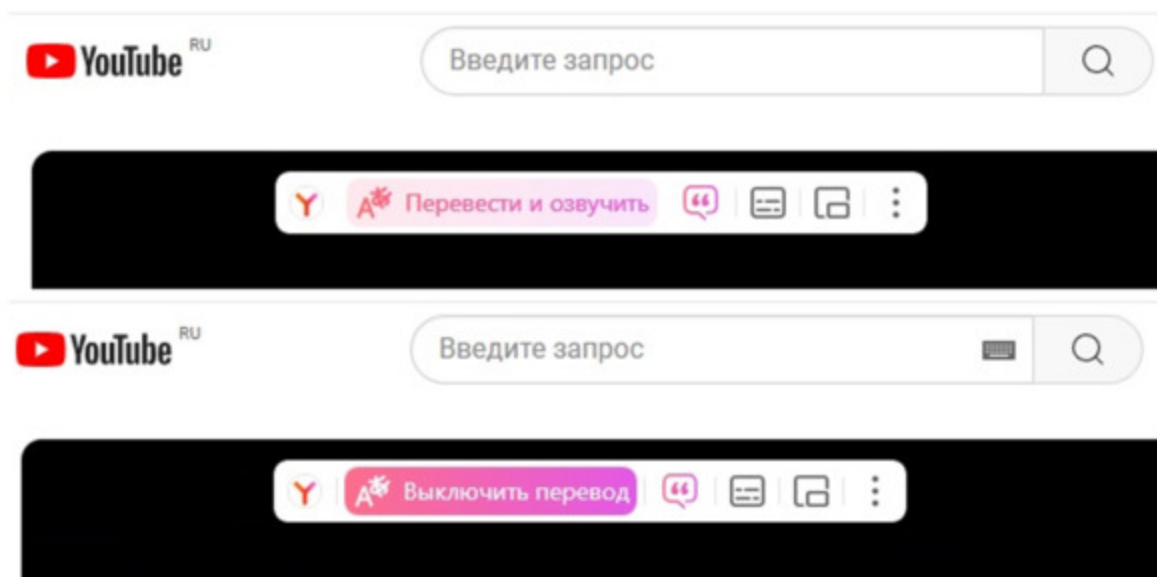 YouTube RU
Введите запрос
Перевести и озвучить
YouTube RU
Введите запрос
Выключить перевод